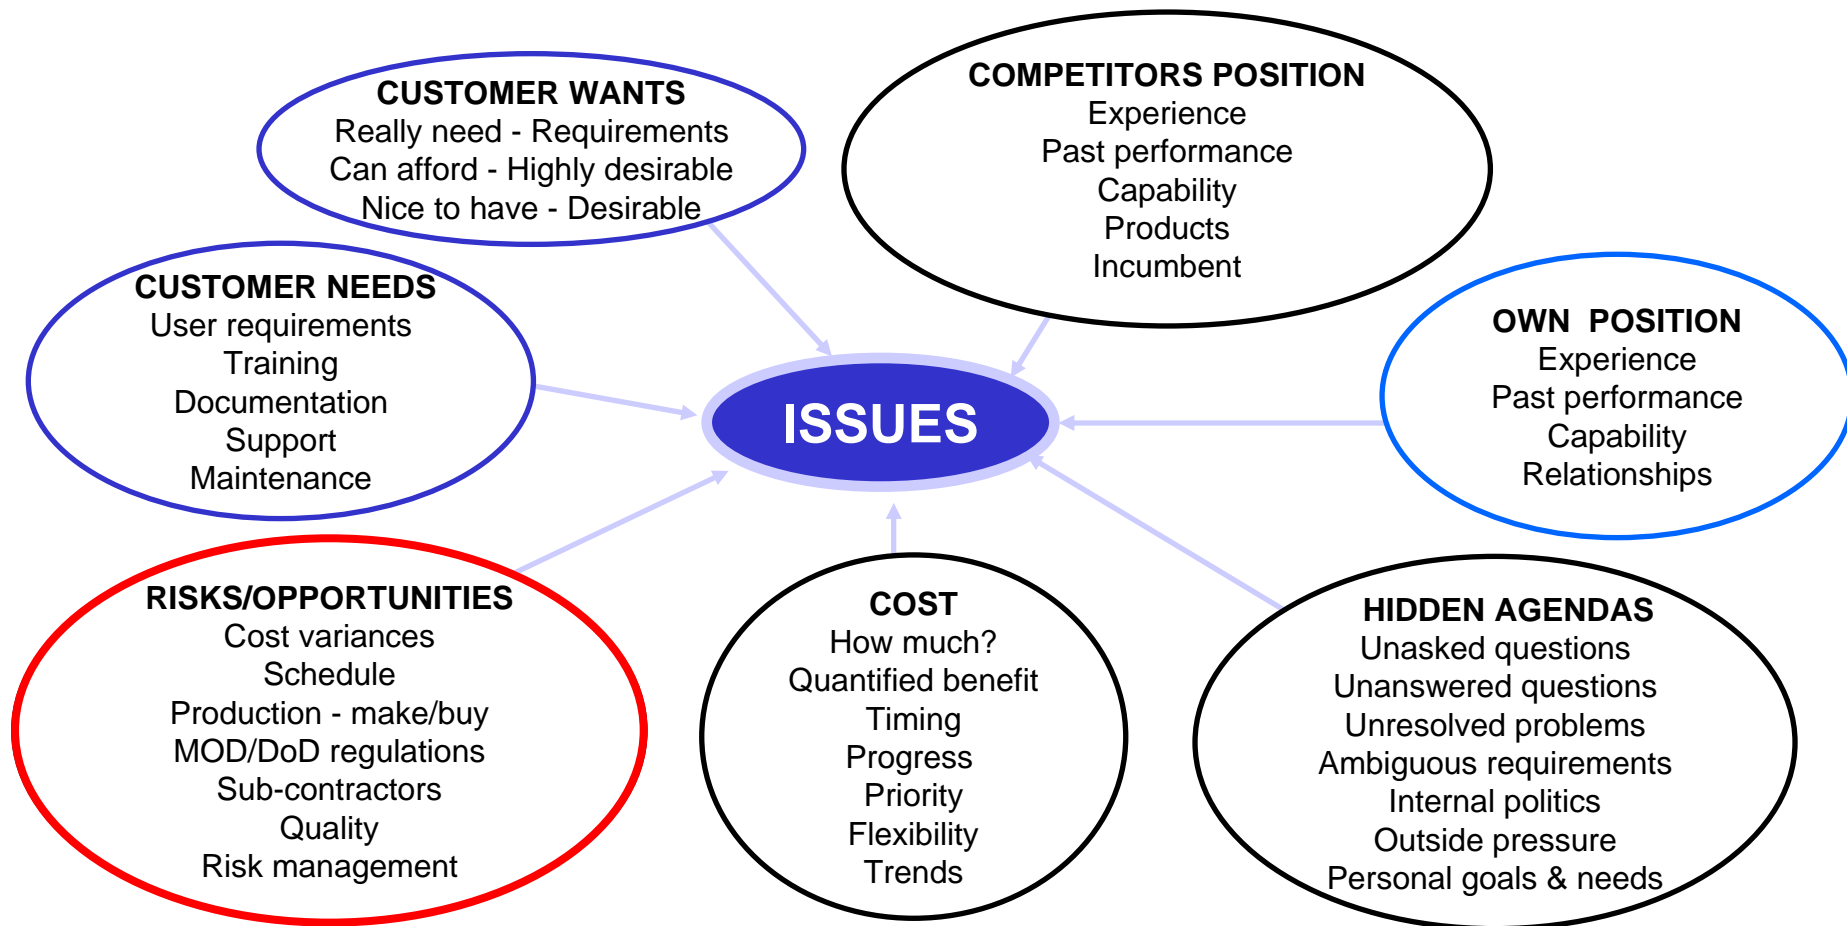 CUSTOMER WANTS
Really need - Requirements
Can afford - Highly desirable
Nice to have - Desirable
COMPETITORS POSITION
Experience
Past performance
Capability
Products
Incumbent
CUSTOMER NEEDS
User requirements
Training
Documentation
Support
Maintenance
ISSUES
OWN  POSITION
Experience
Past performance
Capability
Relationships
RISKS/OPPORTUNITIES
Cost variances
Schedule
Production - make/buy
MOD/DoD regulations
Sub-contractors
Quality
Risk management
COST
How much?
Quantified benefit
Timing
Progress
Priority
Flexibility
Trends
HIDDEN AGENDAS
Unasked questions
Unanswered questions
Unresolved problems
Ambiguous requirements
Internal politics
Outside pressure
Personal goals & needs